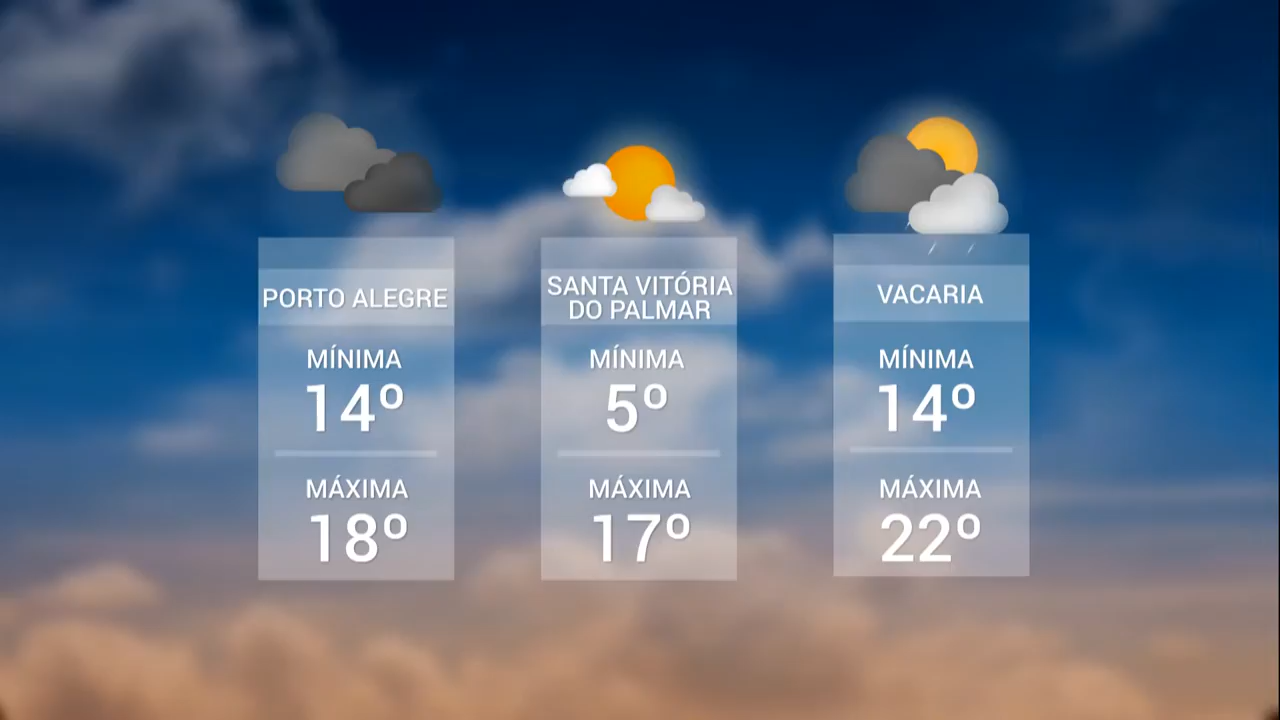 PORTO ALEGRE
MÍNIMA
14º
MÁXIMA
18º
SANTA VITÓRIA
DO PALMAR
MÍNIMA
5º
MÁXIMA
17º
VACARIA
MÍNIMA
14º
MÁXIMA
22º